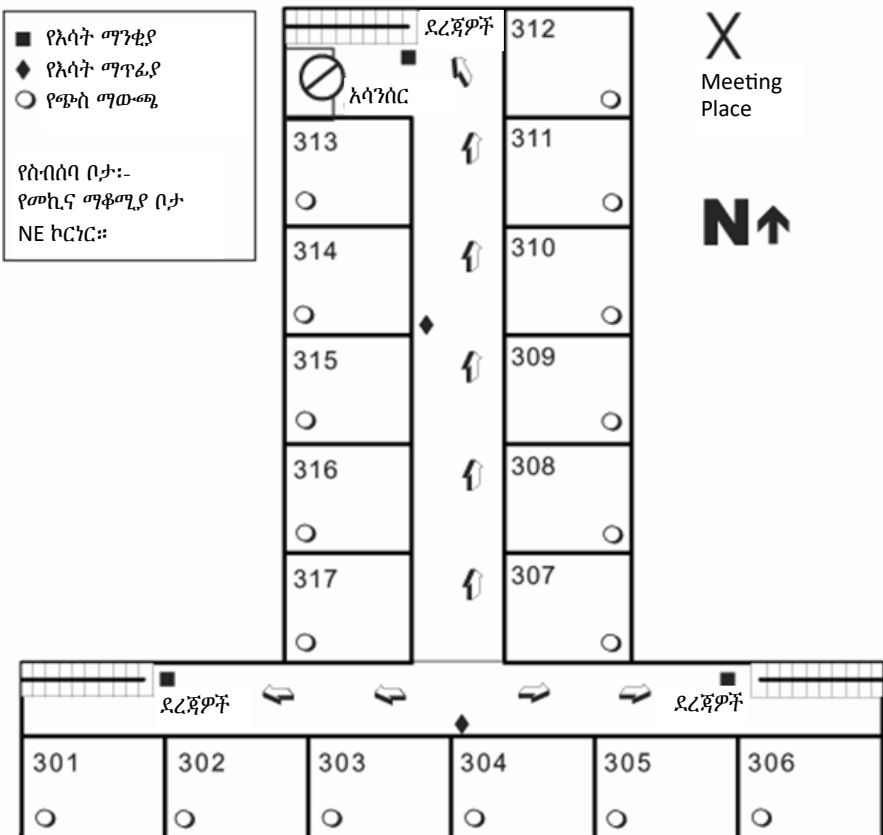 የእሳት ማንቂያ
የእሳት ማጥፊያ
የጭስ ማውጫ
የስብሰባ ቦታ፡-
የመኪና ማቆሚያ ቦታ
NE ኮርነር።
ደረጃዎች
አሳንሰር
312
X
Meeting
Place
N
313
311
314
310
315
309
316
308
317
307
ደረጃዎች
ደረጃዎች
301
302
303
304
305
306